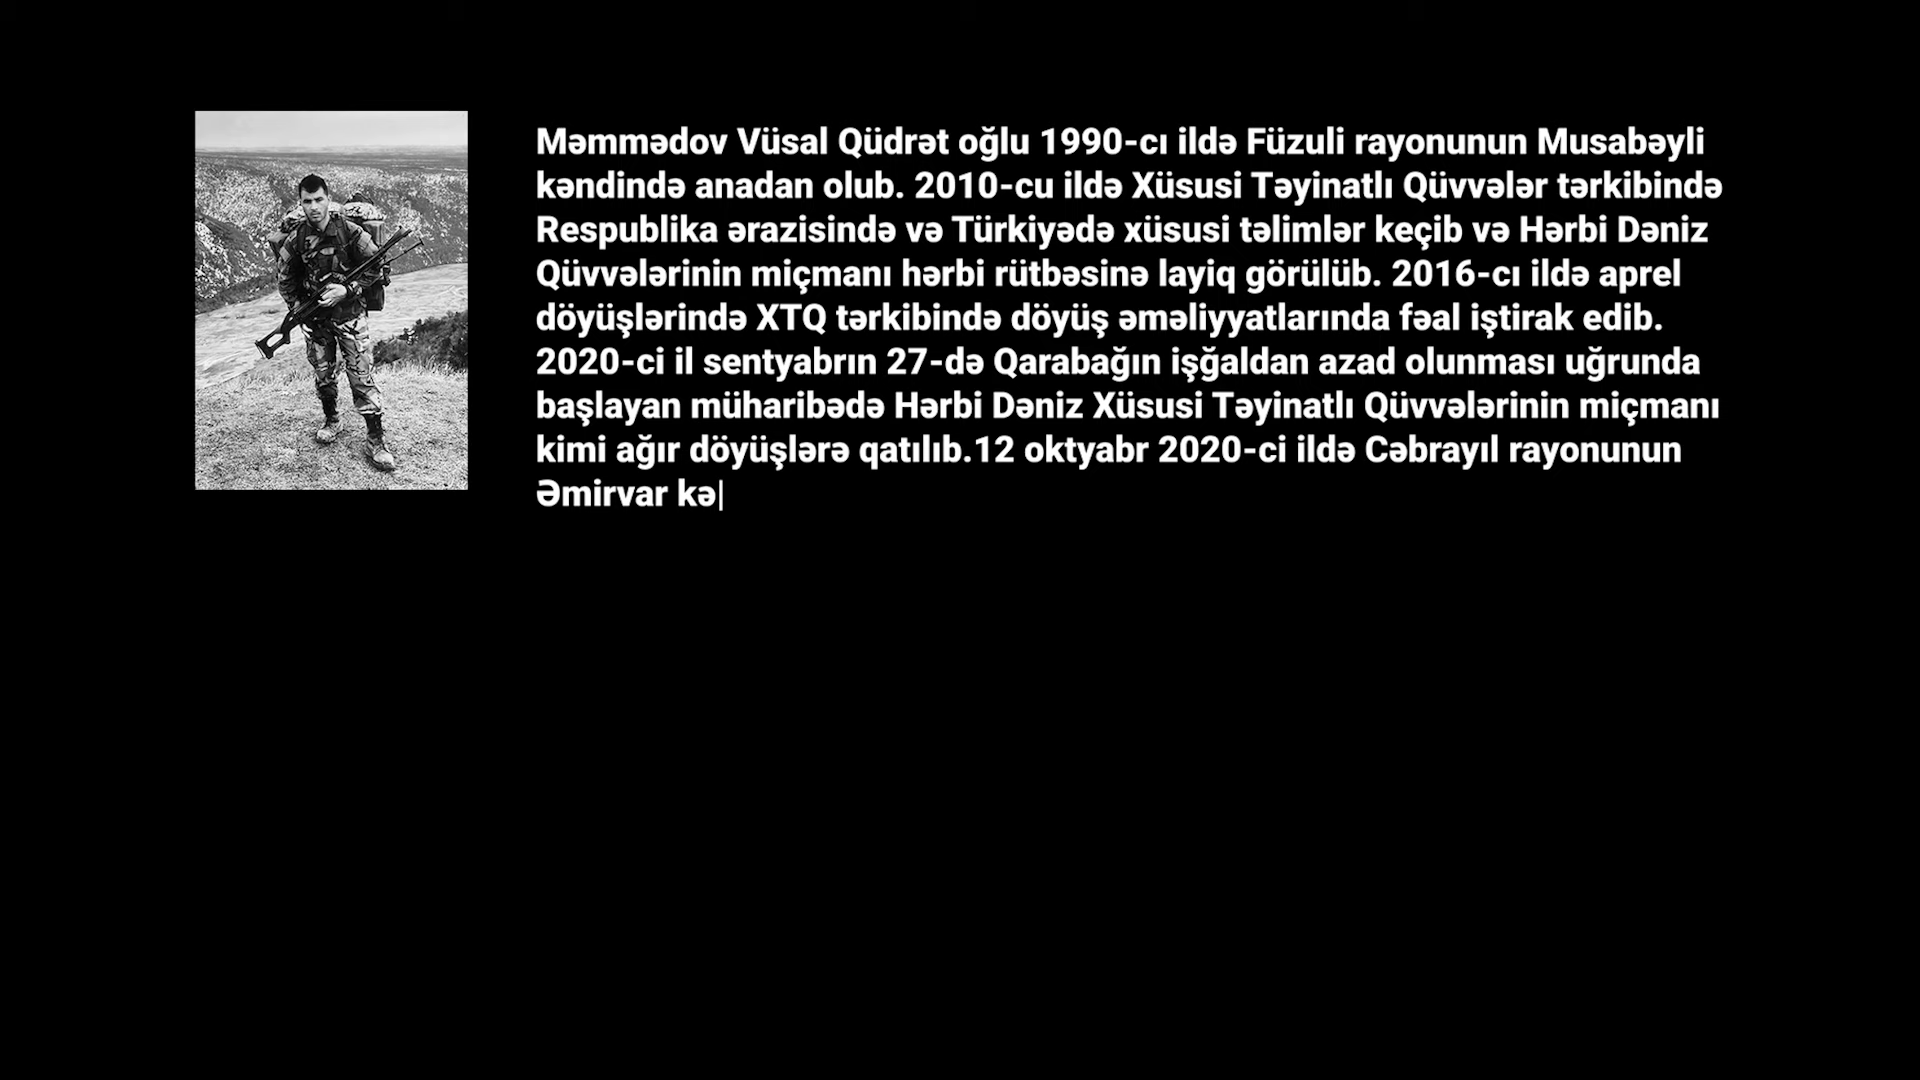 Məmmədov Vüsal Qüdrət oğlu 1990-cı ildə Füzuli rayonunun Musabəyli
kəndində anadan olub. 2010-cu ildə Xüsusi Təyinatlı Qüvvələr tərkibində
Respublika ərazisində və Türkiyədə xüsusi təlimlər keçib və Hərbi Dəniz
Qüvvələrinin miçmanı hərbi rütbəsinə layiq görülüb. 2016-cı ildə aprel
döyüşlərində XTQ tərkibində döyüş əməliyyatlarında fəal iştirak edib.
2020-ci il sentyabrın 27-də Qarabağın işğaldan azad olunması uğrunda
başlayan müharibədə Hərbi Dəniz Xüsusi Təyinatlı Qüvvələrinin miçmanı
kimi ağır döyüşlərə qatılıb.12 oktyabr 2020-ci ildə Cəbrayıl rayonunun
Əmirvar kə|